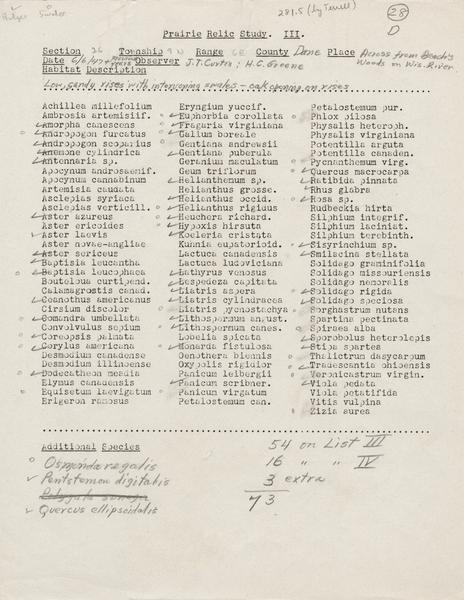 281.5 (by Terrell)
28
D
Prairie Relic Study. III.
Section 26 Township 9N Range 6E County Dane Place Across from Beach's
Date 6/6/47 + Observer J.T. Curtis; H.C. Greene Woods on Wis. River.
Habitat Description
Low sandy rises with intervening swales - oak opening on rises
Achillea millefolium Eryngium yuccif. Petalostemum pur.
Ambrosia artemisiif. Euphorbia corollata Phlox pilosa
Amorpha canescens Fragaria virginiana Physalis heteroph.
Andropogon furcatus Galium boreale Physalis virginiana
Andropogon scoparius Gentiana andrewsii Potentilla arguta
Anemone cylindrica Gentiana puberula Potentilla canaden.
Antennaria sp. Geranium maculatum Pycnanthemum virg.
Apocynum androsaemif. Geum triflorum Quercus macrocarpa
Apocynum cannabinum Helianthemum sp. Ratibida pinnata
Artemisia caudata Helianthus grosse. Rhus glabra
Asclepias syriaca Helianthus occid. Rosa sp.
Asclepias verticill. Helianthus rigidus Rudbeckia hirta
Aster azureus Heuchera richard. Silphium integrif.
Aster ericoides Hypoxis hirsuta Silphium laciniat.
Aster laevis Koeleria cristata Silphium terebinth.
Aster novae-angliae Kuhnia eupatorioid. Sisyrinchium sp.
Aster sericeus Lactuca canadensis Smilacina stellata
Baptisia leucantha Lactuca ludoviciana Solidago graminifolia
Baptisia leucophaea Lathyrus venosus Solidago missouriensis
Bouteloua curtipend. Lespedeza capitata Solidago nemoralis
Calamagrostis canad. Liatris aspera Solidago rigida
Ceanothus americanus Liatris cylindracea Solidago speciosa
Cirsium discolor Liatris pycnostachya Sorghastrum nutans
Comandra umbellata Lithospermum angust. Spartina pectinata
Convolvulus sepium Lithospermum canes. Spiraea alba
Coreopsis palmata Lobelia spicata Sporobolus heterolepis
Corylus americana Monarda fistulosa Stipa spartea
Desmodium canadense Oenothera biennis Thalictrum dasycarpum
Desmodium illinoense Oxypolis rigidior Tradescantia ohioensis
Dodecatheon meadia Panicum leibergii Veronicastrum virgin.
Elymus canadensis Panicum scribner. Viola pedata
Equisetum laevigatum Panicum virgatum Viola pedatifida
Erigeron ramosus Petalostemum can. Vitis vulpina
Zizia aurea
Additional Species 54 on List III
Osmunda regalis 16 " " IV
Pentstemon digitalis 3 extra
Polygala
Quercus ellipsoidalis 73